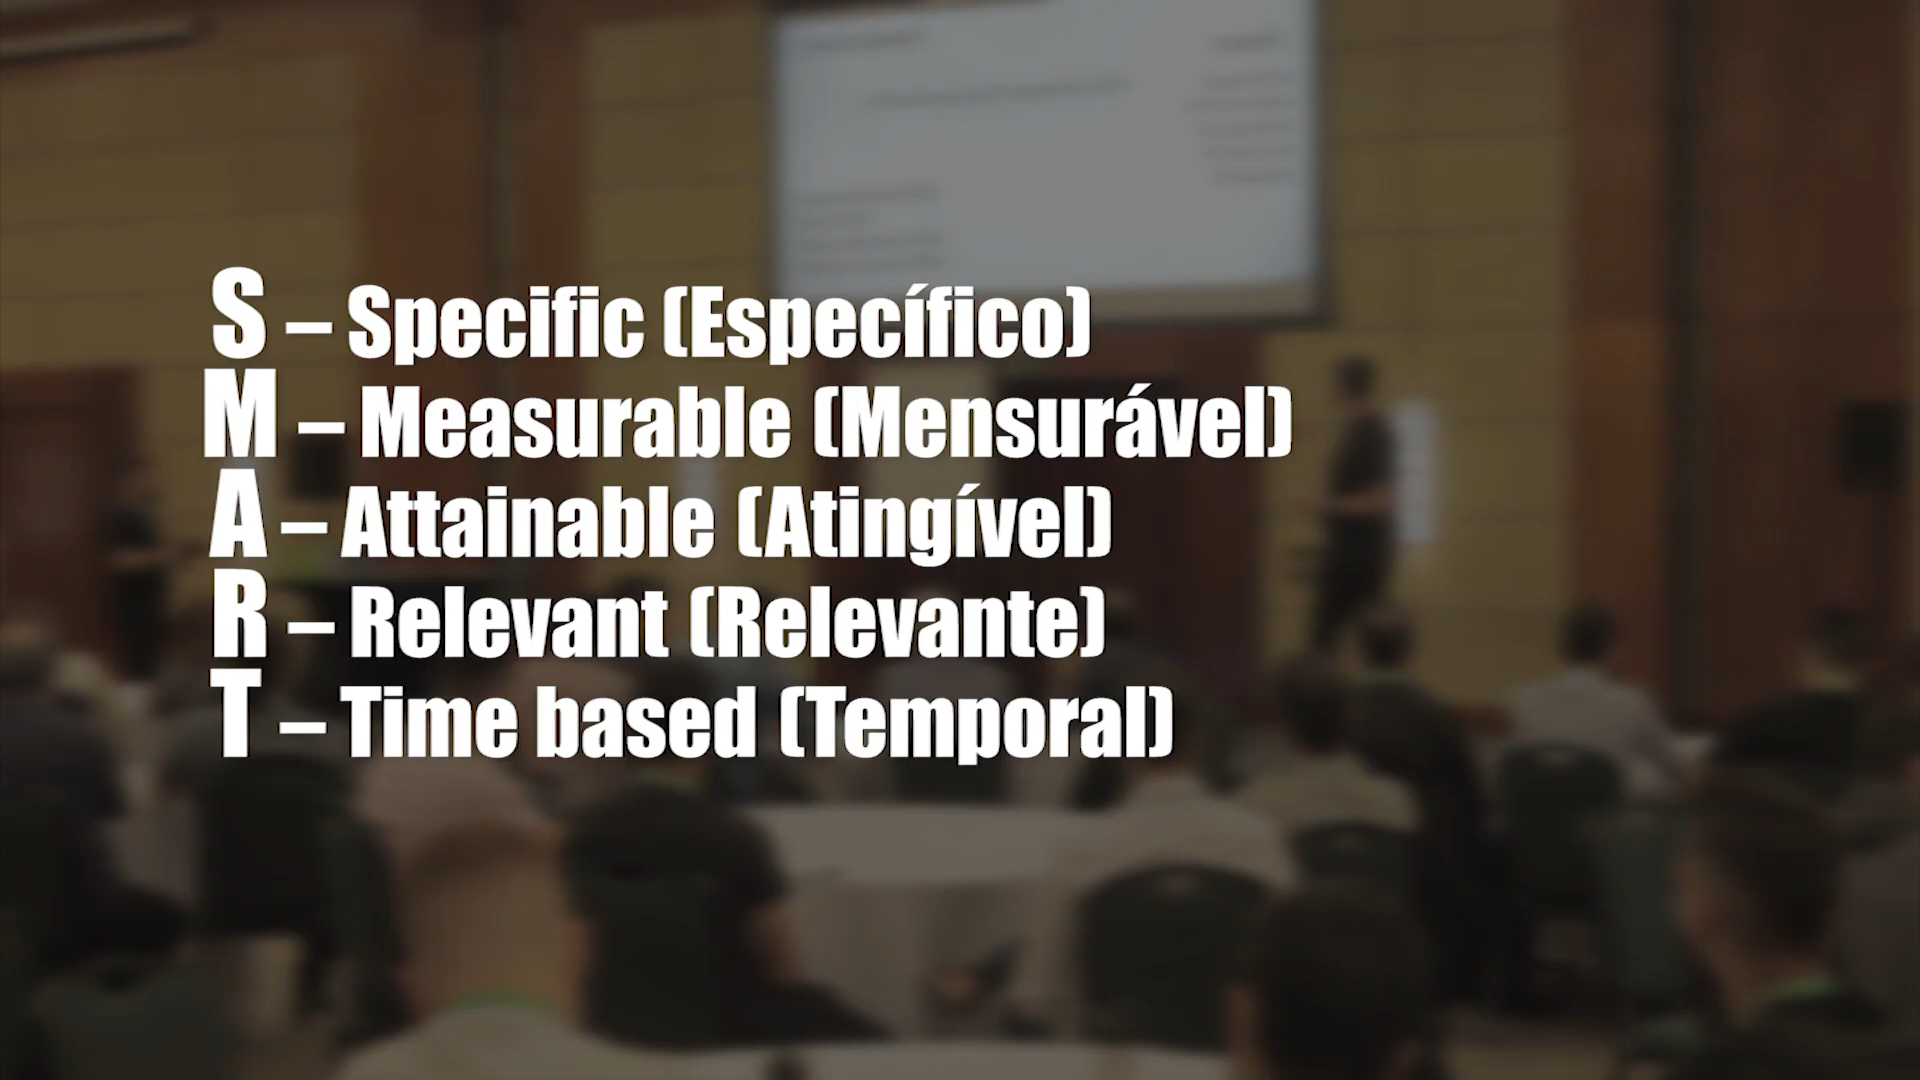 S – Specific (Específico)
M – Measurable (Mensurável)
A – Attainable (Atingível)
R – Relevant (Relevante)
T – Time based (Temporal)